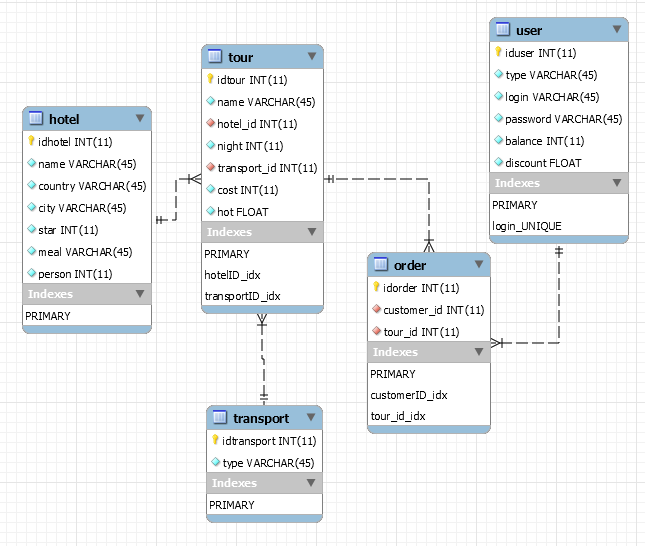 hotel
idhotel INT(11)
name VARCHAR(45)
country VARCHAR(45)
city VARCHAR(45)
star INT(11)
meal VARCHAR(45)
person INT(11)
Indexes
PRIMARY
tour
idtour INT(11)
name VARCHAR(45)
hotel_id INT(11)
night INT(11)
transport_id INT(11)
cost INT(11)
hot FLOAT
Indexes
PRIMARY
hotelID_idx
transportID_idx
transport
idtransport INT(11)
type VARCHAR(45)
Indexes
PRIMARY
order
idorder INT(11)
customer_id INT(11)
tour_id INT(11)
Indexes
PRIMARY
customerID_idx
tour_id_idx
user
iduser INT(11)
type VARCHAR(45)
login VARCHAR(45)
password VARCHAR(45)
balance INT(11)
discount FLOAT
Indexes
PRIMARY
login_UNIQUE